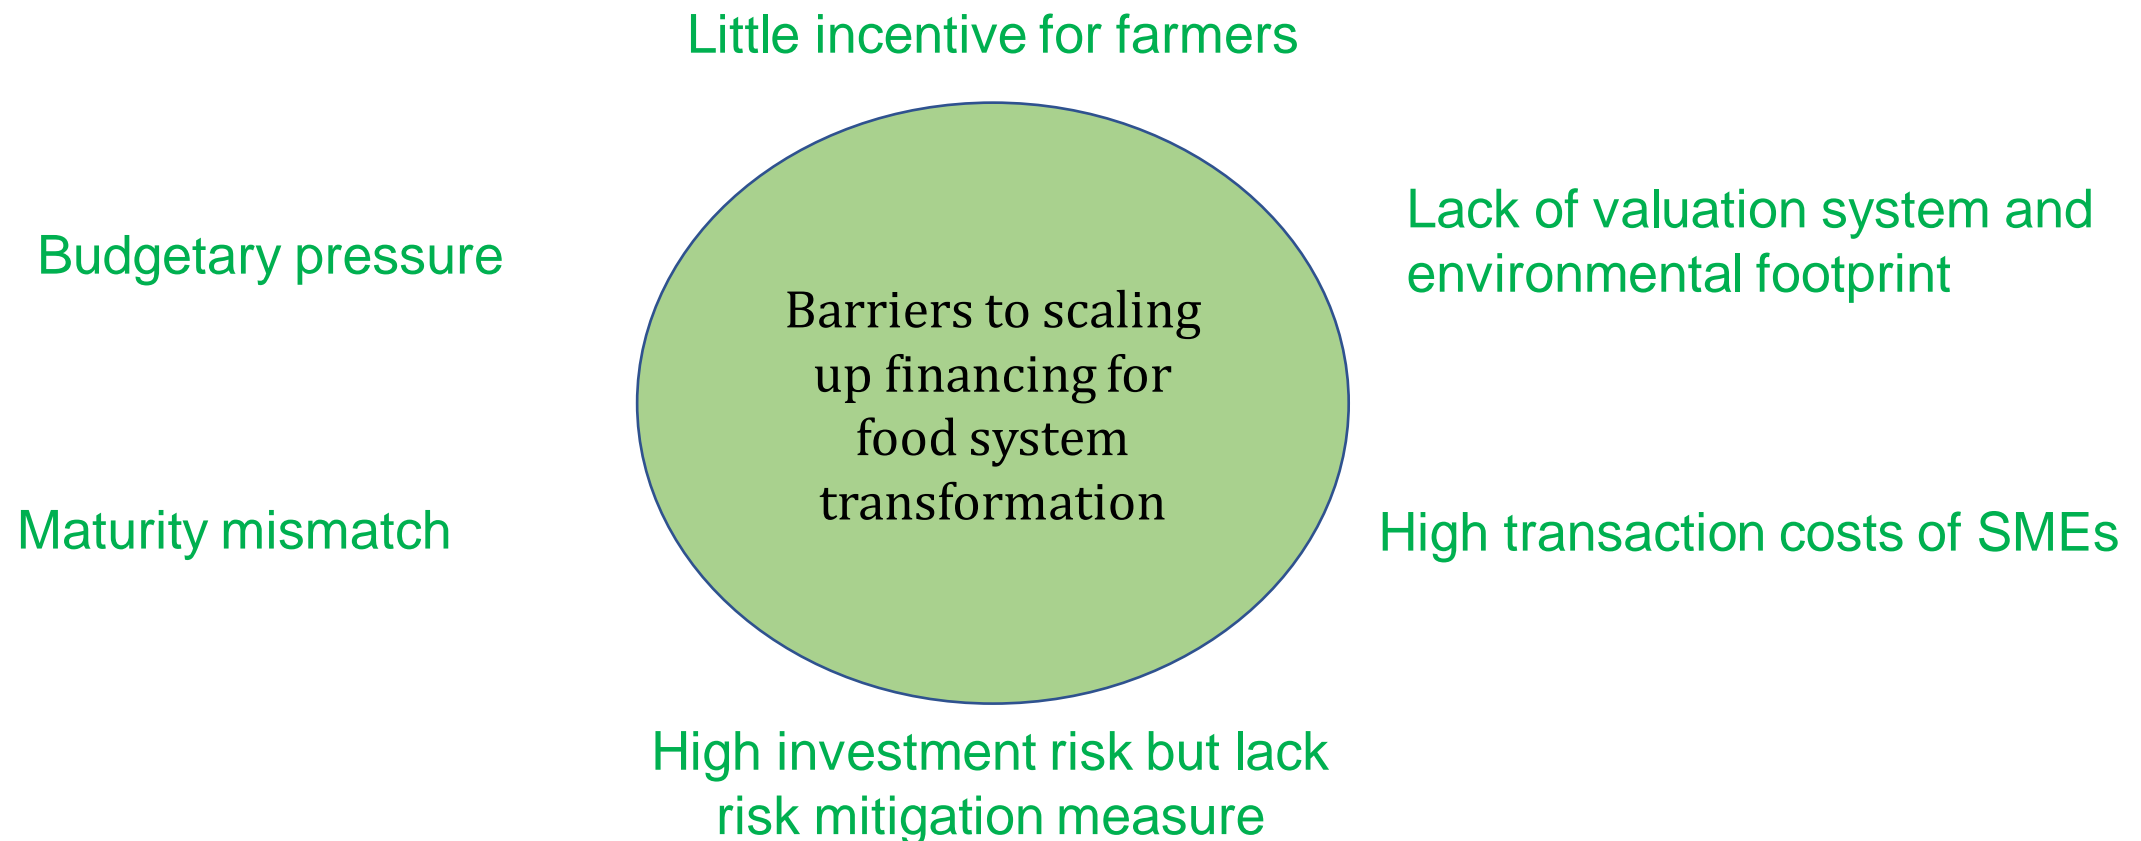 Little incentive for farmers
Lack of valuation system and
environmental footprint
Budgetary pressure
Barriers to scaling
up financing for
food system
transformation
Maturity mismatch
High transaction costs of SMEs
High investment risk but lack
risk mitigation measure